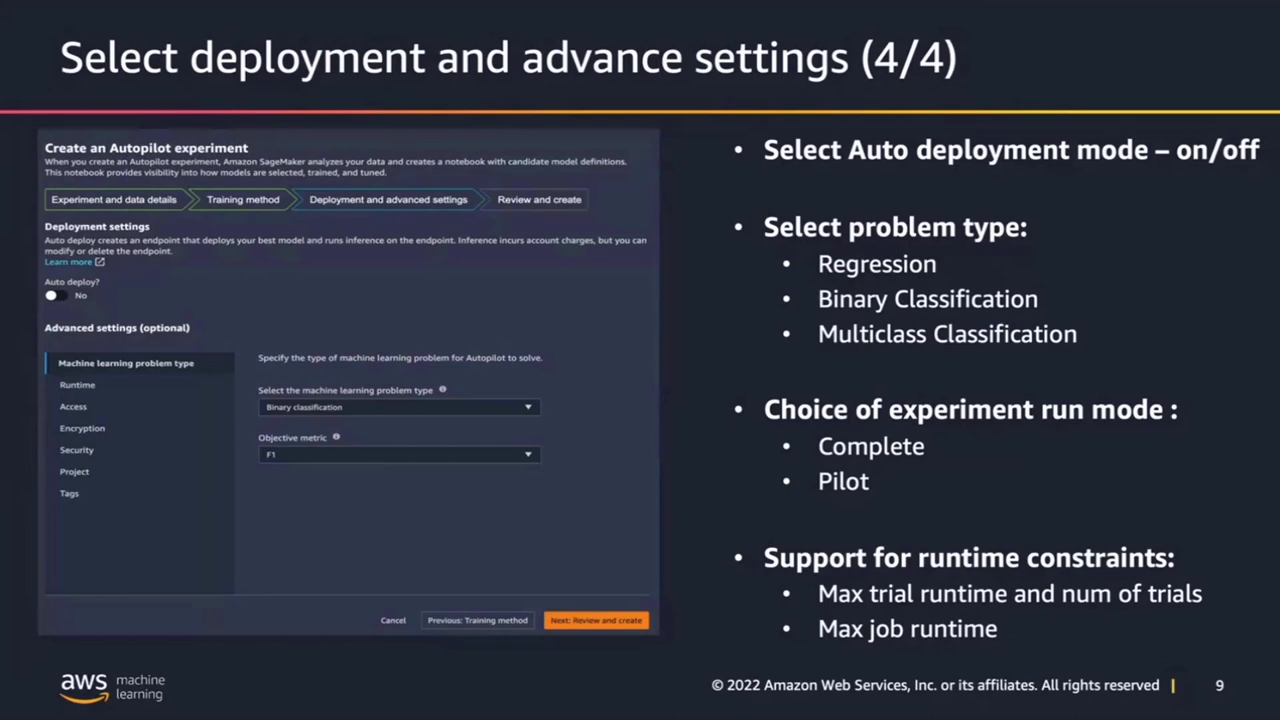 Select deployment and advance settings (4/4)
Create an Autopilot experiment
When you create an Autopilot experiment, Amazon SageMaker analyzes your data and creates a notebook with candidate model definitions.
This notebook provides visibility into how models are selected, trained, and tuned.
Experiment and data details
Training method
Deployment and advanced settings
Review and create
Deployment settings
Auto deploy creates an endpoint that deploys your best model and runs inference on the endpoint. Inference incurs account charges, but you can
modify or delete the endpoint.
Learn more
Auto deploy?
No
Advanced settings (optional)
Machine learning problem type
Runtime
Access
Encryption
Security
Project
Tags
Specify the type of machine learning problem for Autopilot to solve.
Select the machine learning problem type
Binary classification
Objective metric
F1
Cancel
Previous: Training method
Next: Review and create
• Select Auto deployment mode – on/off
• Select problem type:
• Regression
• Binary Classification
• Multiclass Classification
• Choice of experiment run mode :
• Complete
• Pilot
• Support for runtime constraints:
• Max trial runtime and num of trials
• Max job runtime
aws machine
learning
© 2022 Amazon Web Services, Inc. or its affiliates. All rights reserved | 9